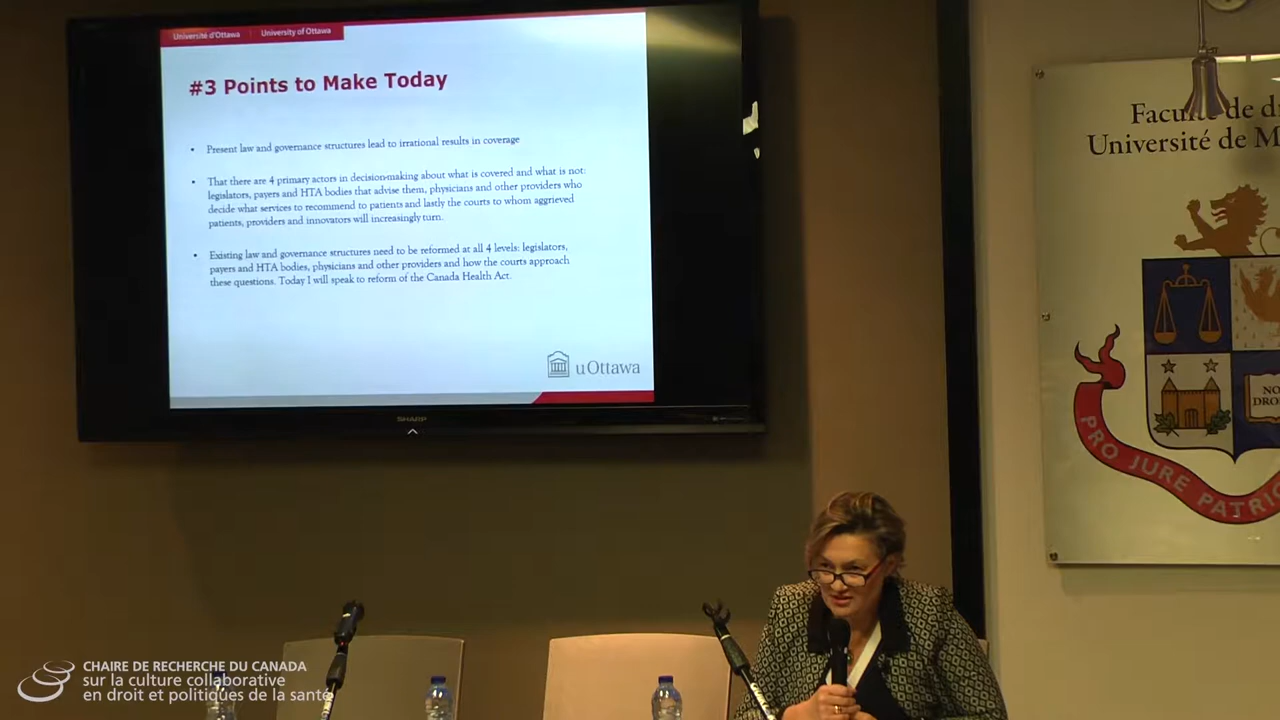 Université d'Ottawa | University of Ottawa
#3 Points to Make Today
• Present law and governance structures lead to irrational results in coverage
• That there are 4 primary actors in decision-making about what is covered and what is not:
legislators, payers and HTA bodies that advise them, physicians and other providers who
decide what services to recommend to patients and lastly the courts to whom aggrieved
patients, providers and innovators will increasingly turn.
• Existing law and governance structures need to be reformed at all 4 levels: legislators,
payers and HTA bodies, physicians and other providers and how the courts approach
these questions. Today I will speak to reform of the Canada Health Act.
uOttawa
SHARP
de
Université de
PRO JURE
CHAIRE DE RECHERCHE DU CANADA
sur la culture collaborative
en droit et politiques de la santé